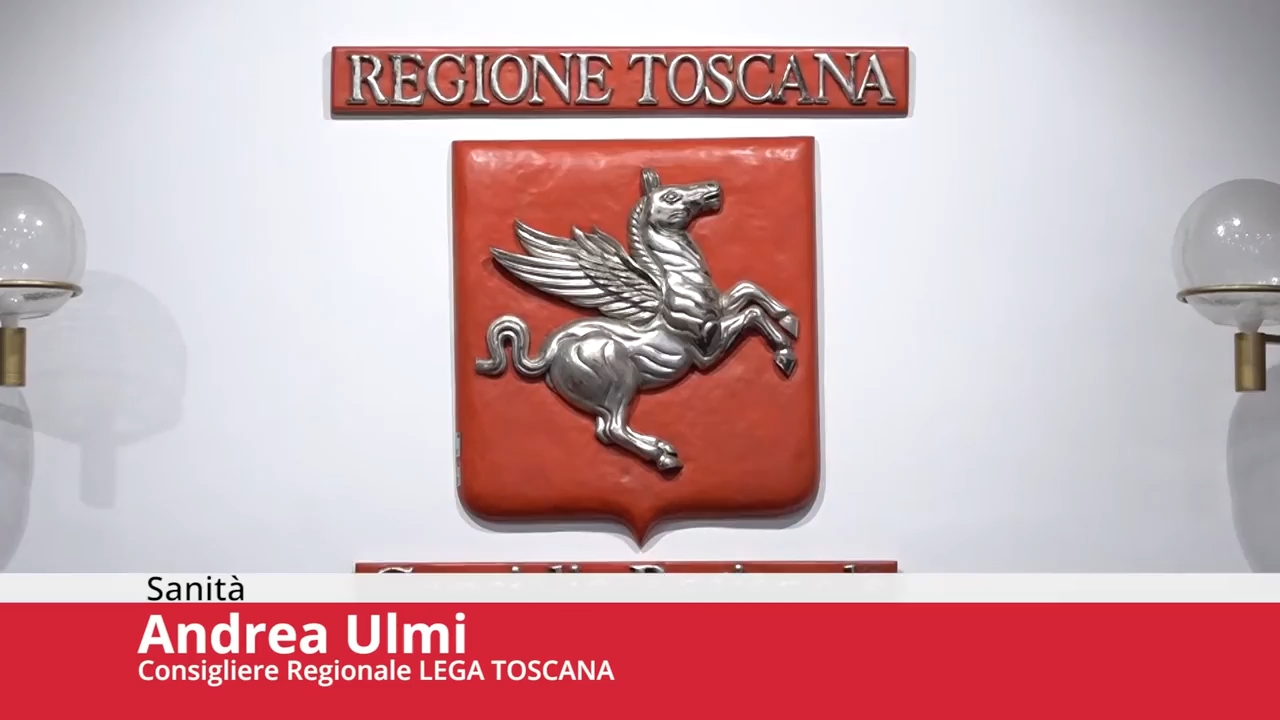 REGIONE TOSCANA
Sanità
Andrea Ulmi
Consigliere Regionale LEGA TOSCANA